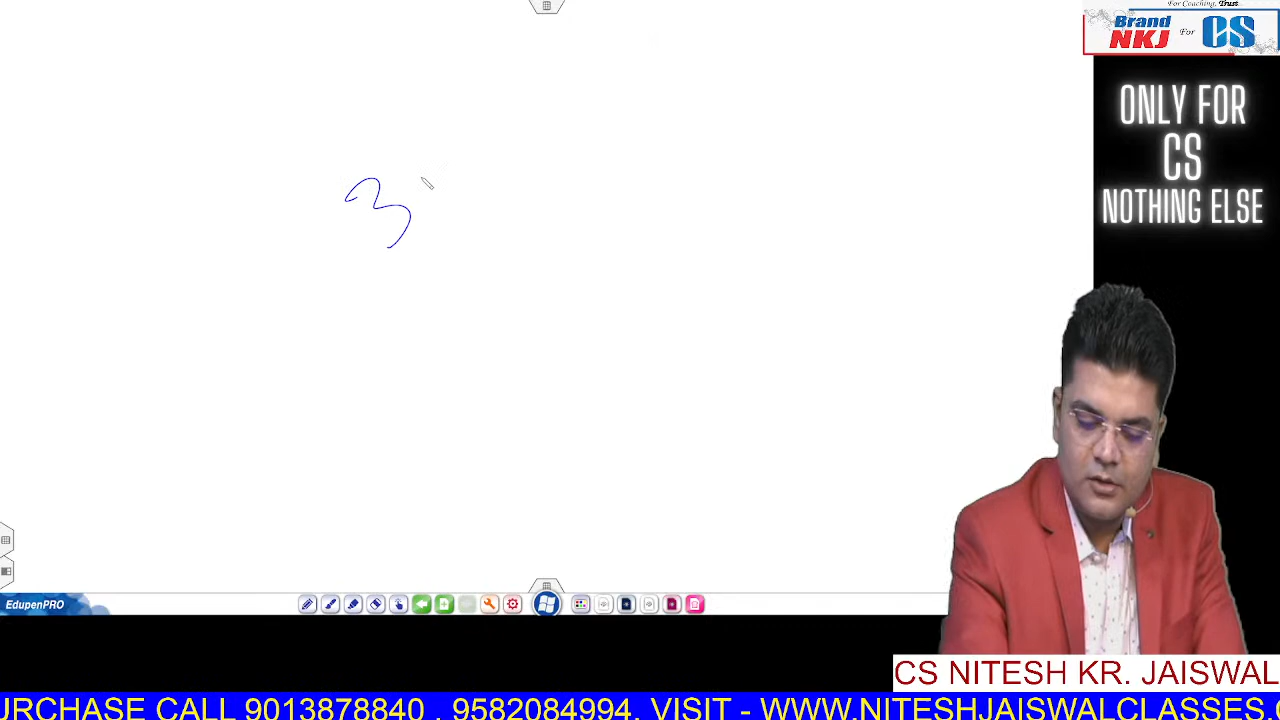 For Coaching, Trust
Brand
NKJ For CS
ONLY FOR
CS
NOTHING ELSE
3
EdupenPRO
CS NITESH KR. JAISWAL
URCHASE CALL 9013878840 , 9582084994, VISIT - WWW.NITESHJAISWALCLASSES.C